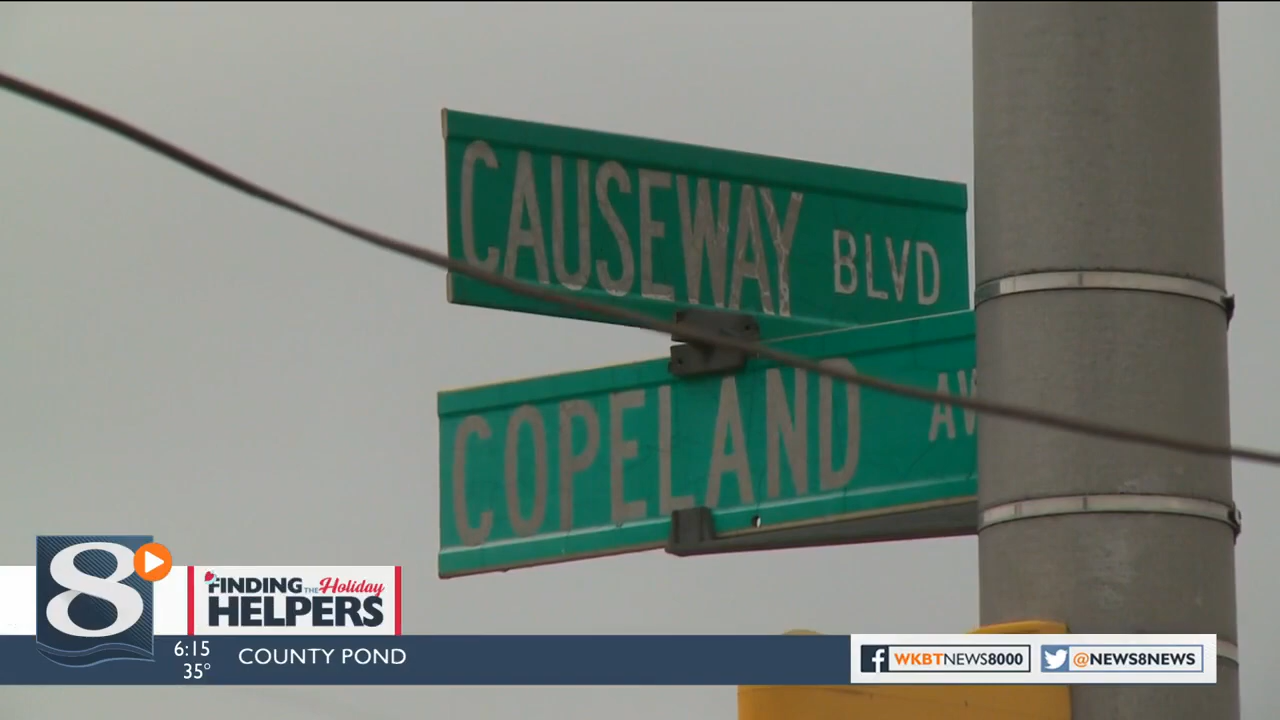 CAUSEWAY BLVD
COPELAND AV
8
FINDING THE Holiday
HELPERS
6:15
35°
COUNTY POND
f WKBTNEWS8000
@NEWS8NEWS